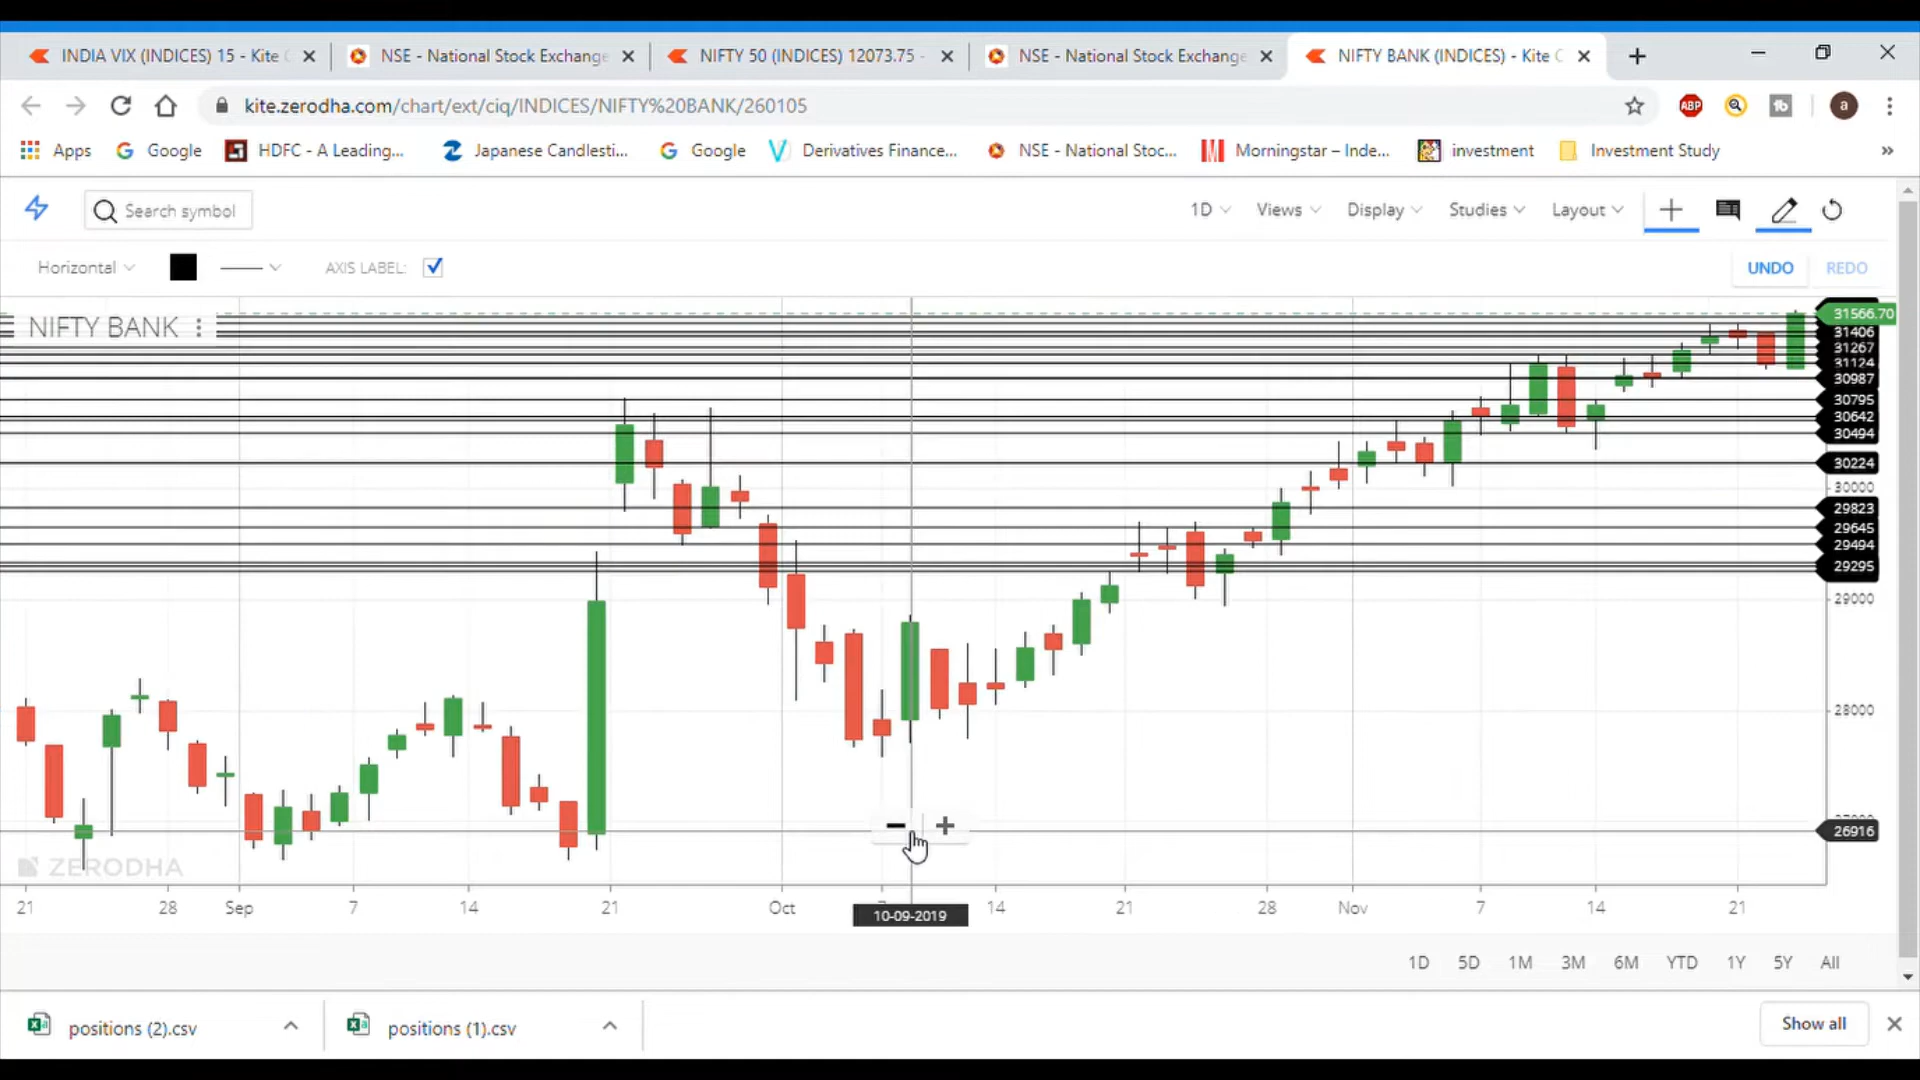 INDIA VIX (INDICES) 15 - Kite
NSE - National Stock Exchange
NIFTY 50 (INDICES) 12073.75 -
NSE - National Stock Exchange
NIFTY BANK (INDICES) - Kite C
kite.zerodha.com/chart/ext/ciq/INDICES/NIFTY%20BANK/260105
ABP
tb
a
Apps
Google
HDFC - A Leading...
Japanese Candlesti...
Google
Derivatives Finance...
NSE - National Stoc...
Morningstar – Inde...
investment
Investment Study
»
Search symbol
1D
Views
Display
Studies
Layout
Horizontal
AXIS LABEL:
UNDO
REDO
NIFTY BANK
31566.70
31406
31267
31124
30987
30795
30642
30494
30224
30000
29823
29645
29494
29295
29000
28000
26916
ZERODHA
21
28
Sep
7
14
21
Oct
10-09-2019
14
21
28
Nov
7
14
21
1D
5D
1M
3M
6M
YTD
1Y
5Y
All
positions (2).csv
positions (1).csv
Show all